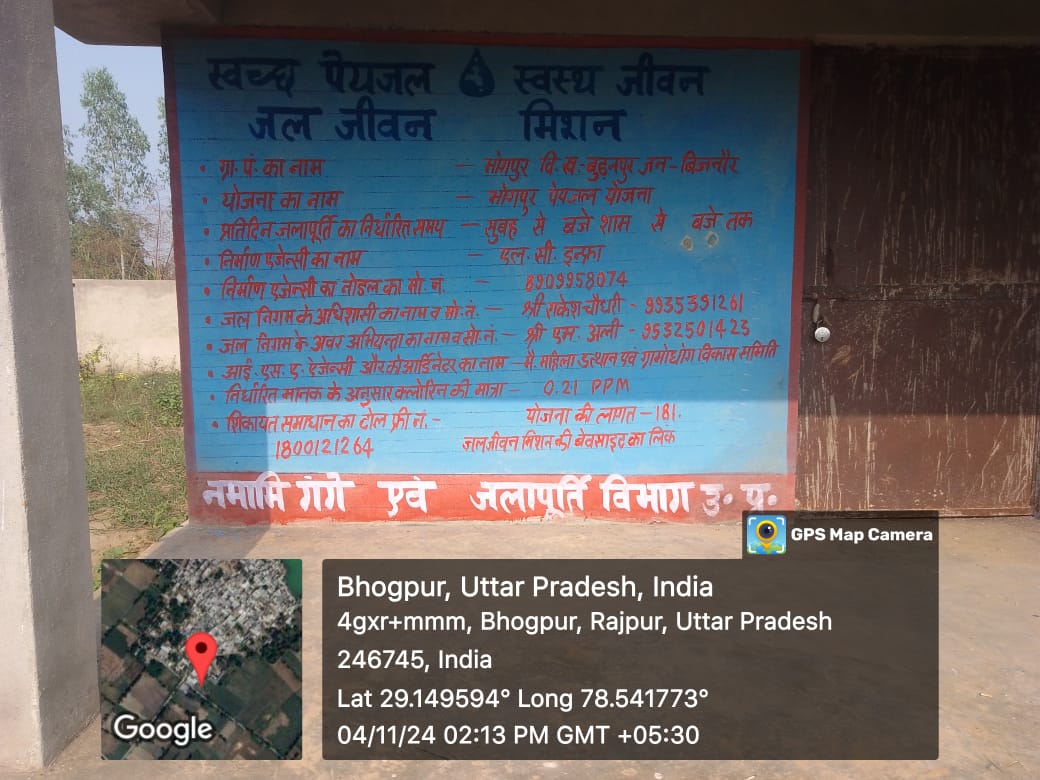 स्वच्छ पेयजल स्वस्थ जीवन
जल जीवन मिशन
• ग्रा. पं. का नाम — भोगपुर वि.ख.-बुढ़नपुर जन-बिजनौर
• योजना का नाम — भोगपुर पेयजल योजना
• प्रतिदिन जलापूर्ति का निर्धारित समय — सुबह से बजे शाम से बजे तक
• निर्माण एजेन्सी का नाम — एल. सी. इन्फ्रा
• निर्माण एजेन्सी का नोडल का मो. नं. — 8909958074
• जल निगम के अधिशासी का नाम व मो. नं. — श्री राकेश चौधरी - 9935391261
• जल निगम के अवर अभियन्ता का नाम व मो. नं. — श्री एम. अली - 9532501423
• आई. एस. ए. ऐजेन्सी और कोआर्डिनेटर का नाम — मै. महिला उत्थान एवं ग्रामोद्योग विकास समिति
• निर्धारित मानक के अनुसार क्लोरिन की मात्रा — 0.21 PPM
• शिकायत समाधान का टोल फ्री नं. - योजना की लागत - 181.
1800121264 जल जीवन मिशन की वेबसाइट का लिंक
नमामि गंगे एवं जलापूर्ति विभाग उ॰ प्र॰
GPS Map Camera
Bhogpur, Uttar Pradesh, India
4gxr+mmm, Bhogpur, Rajpur, Uttar Pradesh
246745, India
Lat 29.149594° Long 78.541773°
04/11/24 02:13 PM GMT +05:30
Google